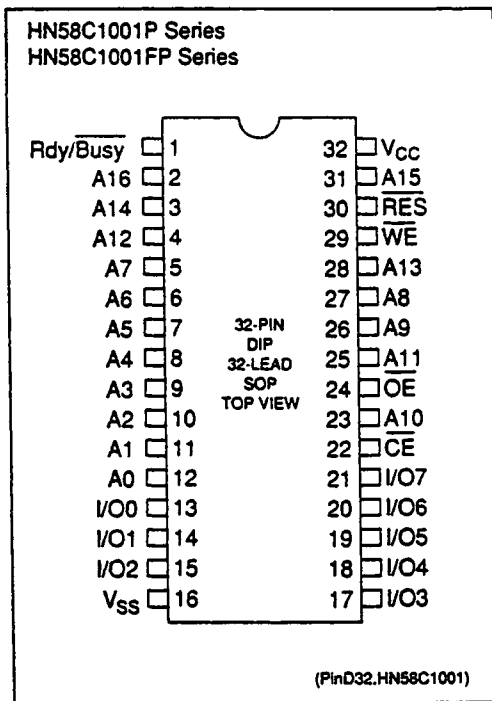 HN58C1001P Series
HN58C1001FP Series
Rdy/Busy 1 32 VCC
A16 2 31 A15
A14 3 30 RES
A12 4 29 WE
A7 5 28 A13
A6 6 27 A8
A5 7 26 A9
A4 8 25 A11
A3 9 24 OE
A2 10 23 A10
A1 11 22 CE
A0 12 21 I/O7
I/O0 13 20 I/O6
I/O1 14 19 I/O5
I/O2 15 18 I/O4
VSS 16 17 I/O3
32-PIN
DIP
32-LEAD
SOP
TOP VIEW
(PinD32.HN58C1001)